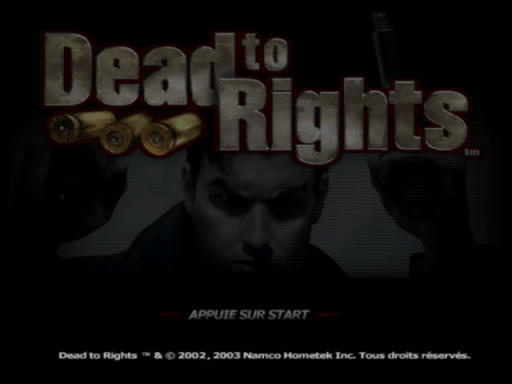 Dead to
Rights tm
APPUIE SUR START
Dead to Rights ™ & © 2002, 2003 Namco Hometek Inc. Tous droits réservés.